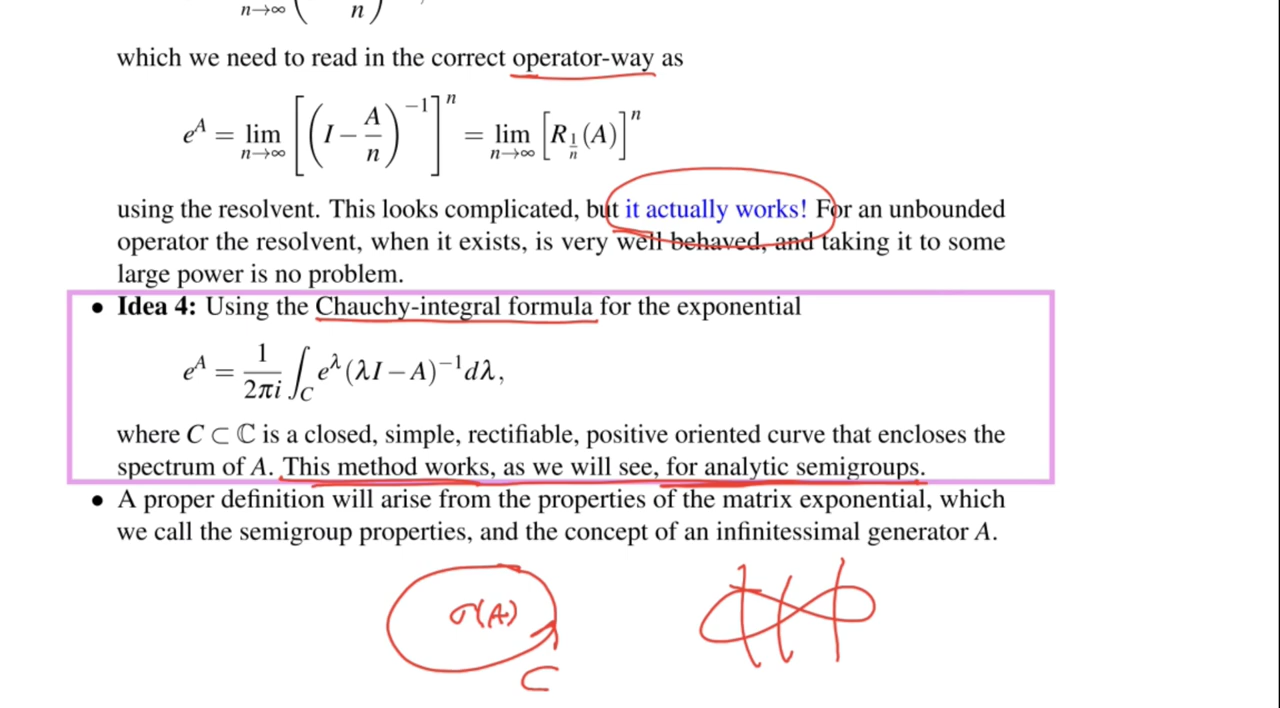 n→∞ ( n )
which we need to read in the correct operator-way as
e^A = lim_{n→∞} [(I − A/n)^{−1}]^n = lim_{n→∞} [R_{1/n}(A)]^n
using the resolvent. This looks complicated, but it actually works! For an unbounded
operator the resolvent, when it exists, is very well behaved, and taking it to some
large power is no problem.
• Idea 4: Using the Chauchy-integral formula for the exponential
e^A = 1/2πi ∫_C e^λ (λI − A)^{−1} dλ,
where C ⊂ ℂ is a closed, simple, rectifiable, positive oriented curve that encloses the
spectrum of A. This method works, as we will see, for analytic semigroups.
• A proper definition will arise from the properties of the matrix exponential, which
we call the semigroup properties, and the concept of an infinitessimal generator A.
σ(A)
C